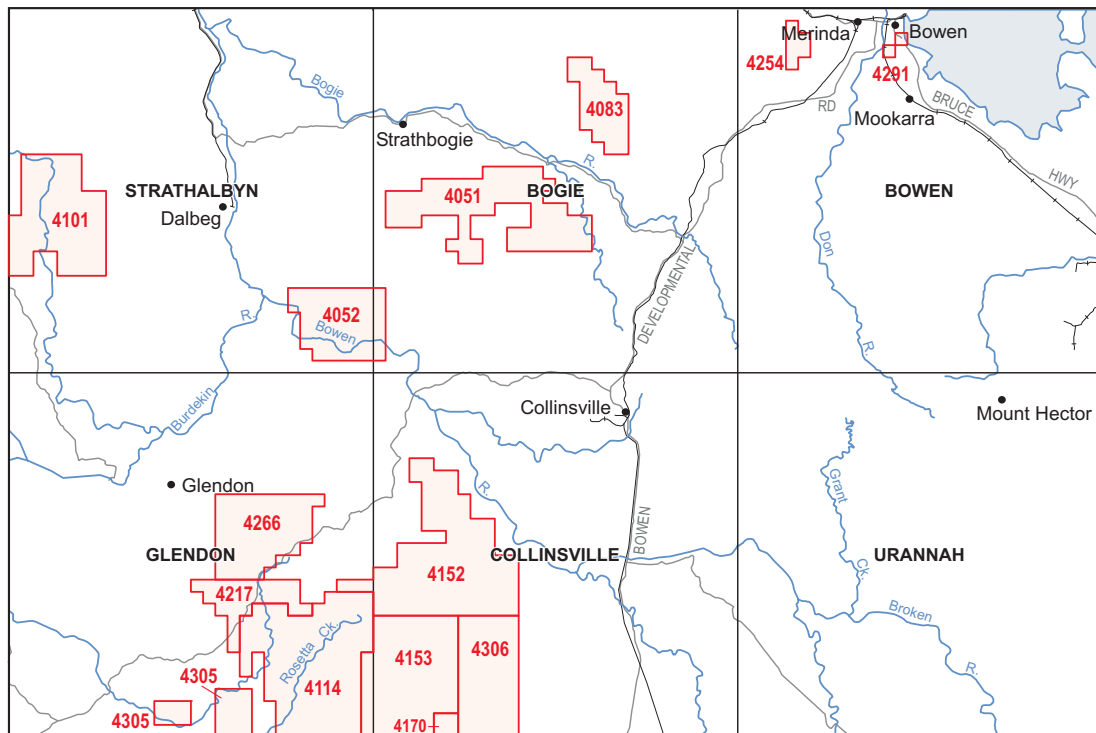 Merinda
Bowen
4254
4291
Bogie
4083
RD
BRUCE
Mookarra
Strathbogie
R.
HWY
STRATHALBYN
4051
BOGIE
BOWEN
4101
Dalbeg
Don
DEVELOPMENTAL
4052
R.
Bowen
R.
Burdekin
Collinsville
Mount Hector
Glendon
R.
Grant
4266
BOWEN
GLENDON
COLLINSVILLE
URANNAH
4152
Ck.
4217
Broken
Rosetta Ck.
4153
4306
R.
4305
4114
4305
4170